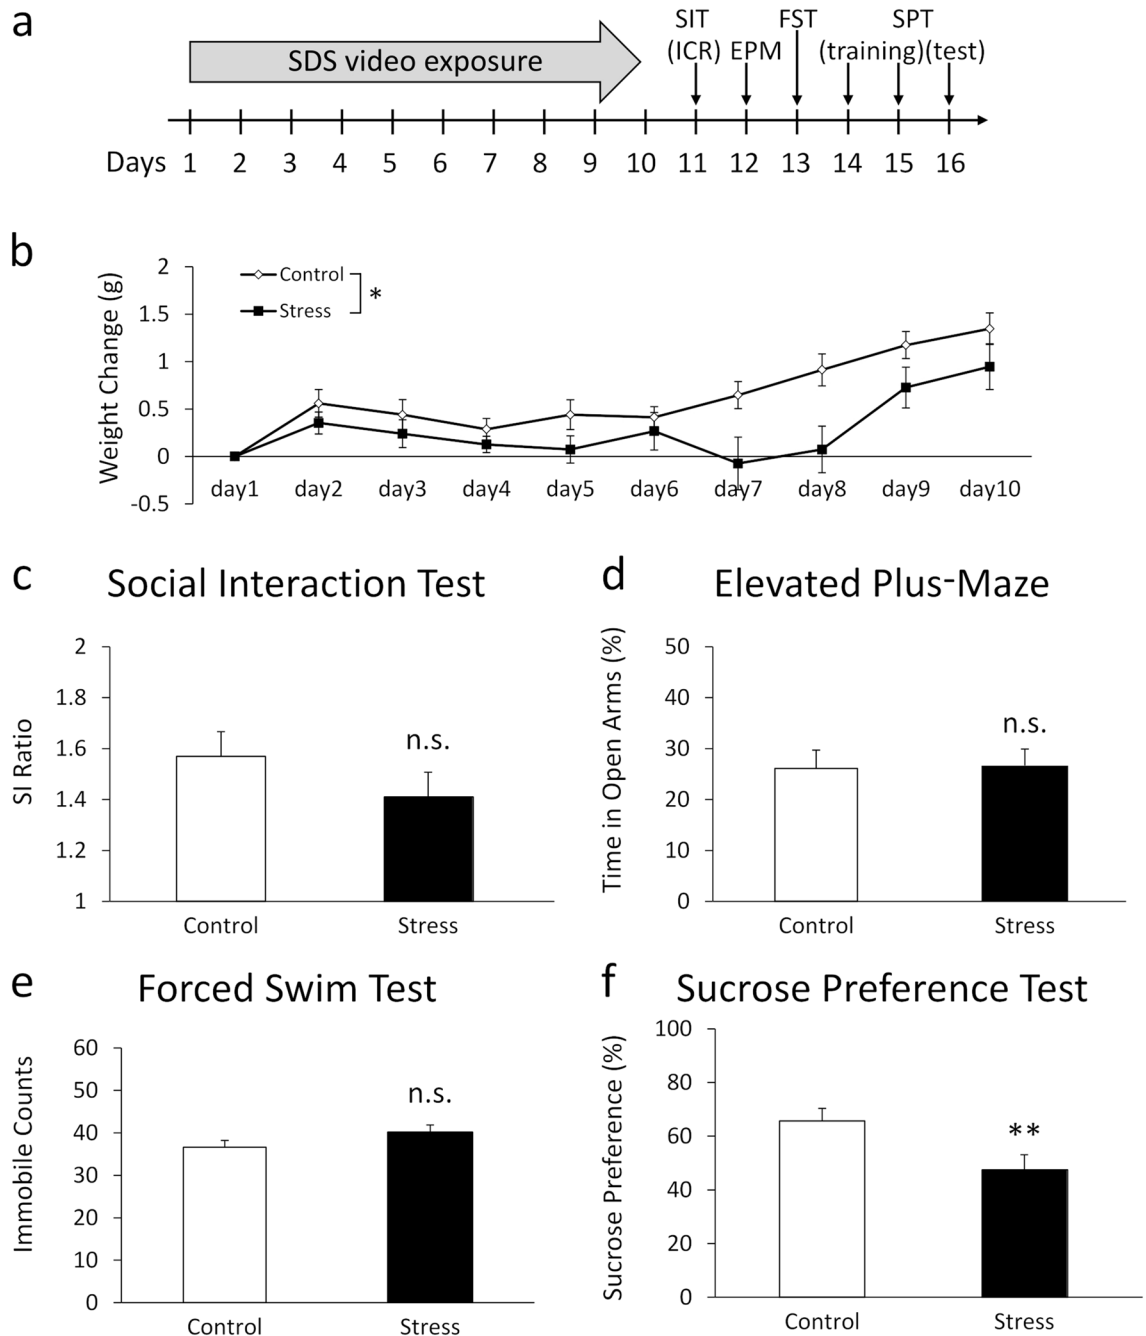 a
SIT FST SPT
(ICR) EPM (training)(test)
SDS video exposure
Days 1 2 3 4 5 6 7 8 9 10 11 12 13 14 15 16
b
Weight Change (g)
2
1.5
1
0.5
0
-0.5
Control
Stress
*
day1 day2 day3 day4 day5 day6 day7 day8 day9 day10
c Social Interaction Test
SI Ratio
2
1.8
1.6
1.4
1.2
1
n.s.
Control Stress
d Elevated Plus-Maze
Time in Open Arms (%)
50
40
30
20
10
0
n.s.
Control Stress
e Forced Swim Test
Immobile Counts
60
50
40
30
20
10
0
n.s.
Control Stress
f Sucrose Preference Test
Sucrose Preference (%)
100
80
60
40
20
0
**
Control Stress